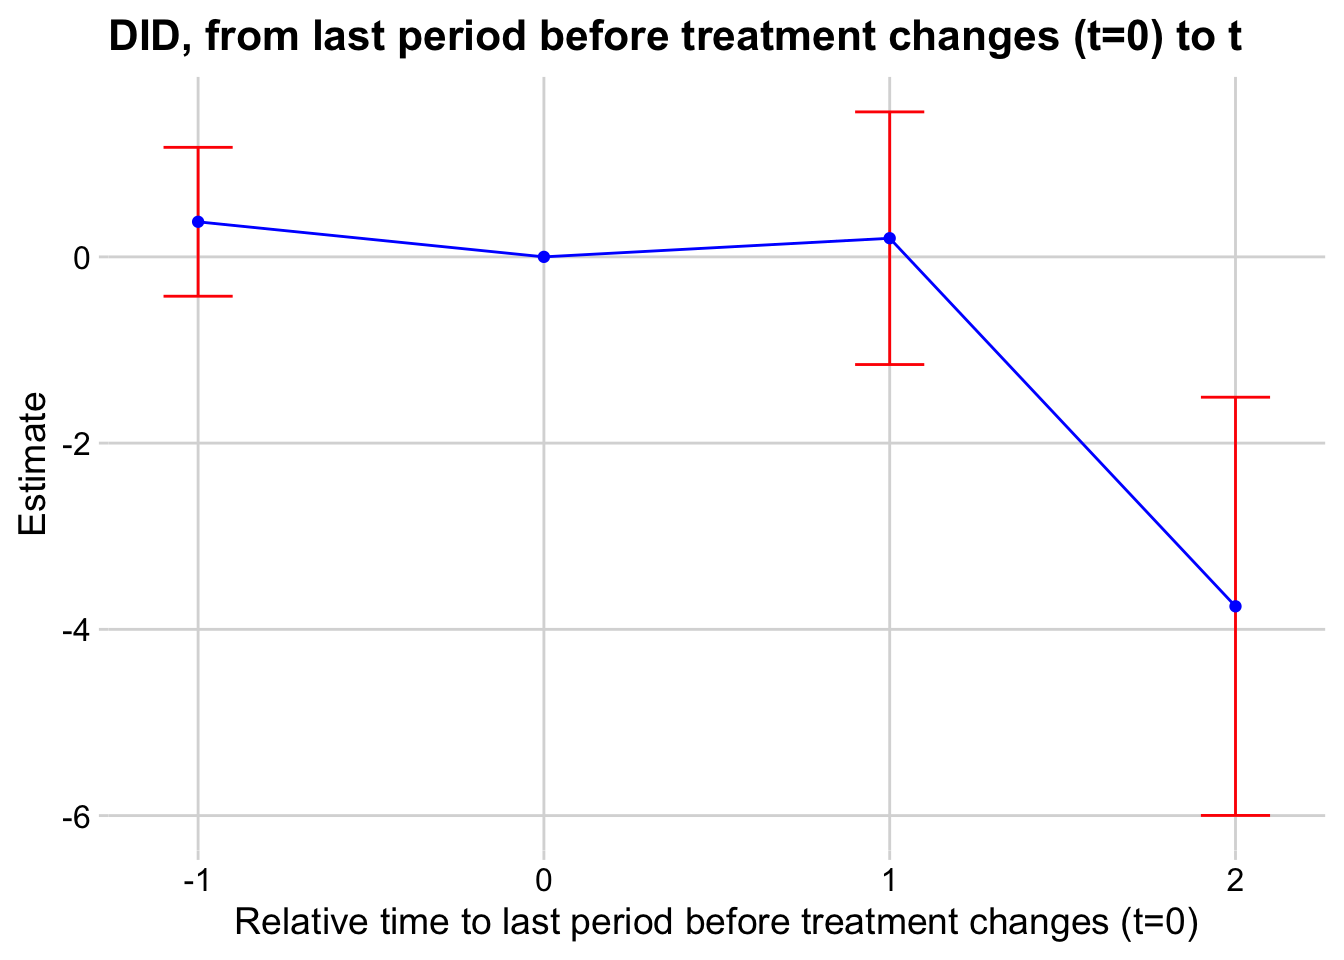 DID, from last period before treatment changes (t=0) to t
Estimate
0
-2
-4
-6
-1
0
1
2
Relative time to last period before treatment changes (t=0)